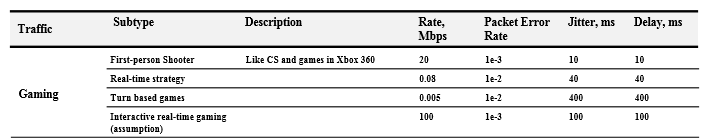 Traffic Subtype Description Rate, Mbps Packet Error Rate Jitter, ms Delay, ms
Gaming
First-person Shooter Like CS and games in Xbox 360 20 1e-3 10 10
Real-time strategy 0.08 1e-2 40 40
Turn based games 0.005 1e-2 400 400
Interactive real-time gaming (assumption) 100 1e-3 100 100